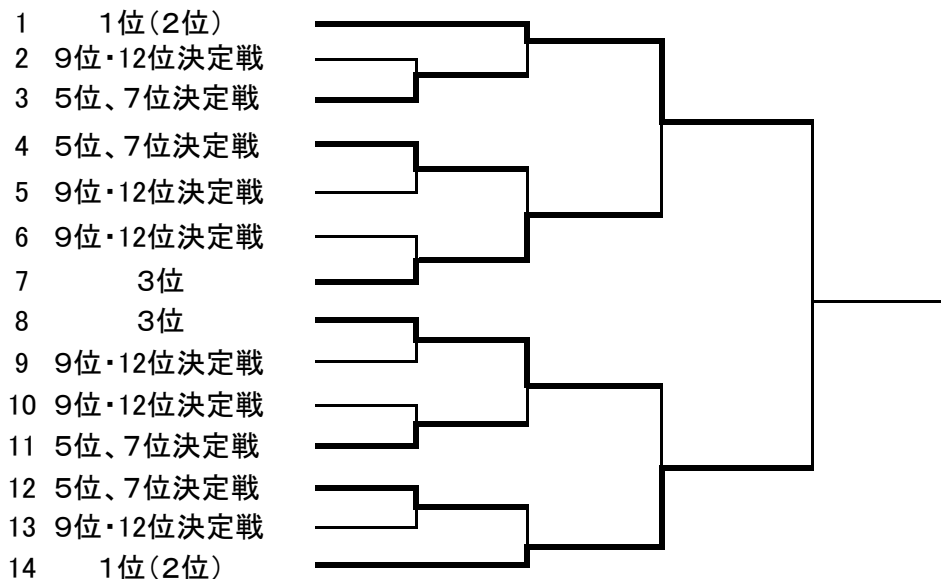 1 1位(2位)
2 9位・12位決定戦
3 5位、7位決定戦
4 5位、7位決定戦
5 9位・12位決定戦
6 9位・12位決定戦
7 3位
8 3位
9 9位・12位決定戦
10 9位・12位決定戦
11 5位、7位決定戦
12 5位、7位決定戦
13 9位・12位決定戦
14 1位(2位)